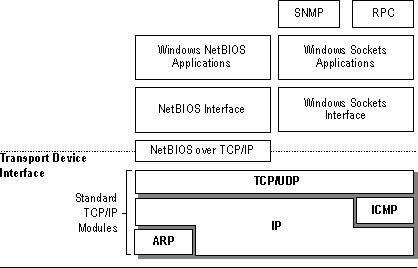 SNMP
RPC
Windows NetBIOS
Applications
Windows Sockets
Applications
NetBIOS Interface
Windows Sockets
Interface
NetBIOS over TCP/IP
Transport Device
Interface
TCP/UDP
Standard
TCP/IP
Modules
ICMP
IP
ARP